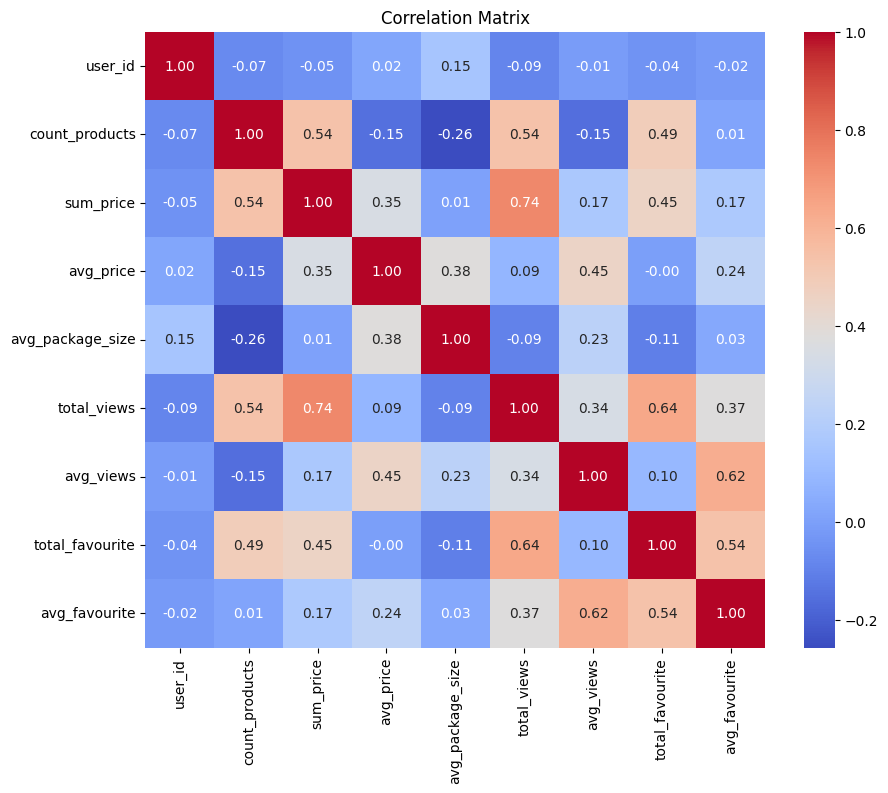 Correlation Matrix
user_id 1.00 -0.07 -0.05 0.02 0.15 -0.09 -0.01 -0.04 -0.02
count_products -0.07 1.00 0.54 -0.15 -0.26 0.54 -0.15 0.49 0.01
sum_price -0.05 0.54 1.00 0.35 0.01 0.74 0.17 0.45 0.17
avg_price 0.02 -0.15 0.35 1.00 0.38 0.09 0.45 -0.00 0.24
avg_package_size 0.15 -0.26 0.01 0.38 1.00 -0.09 0.23 -0.11 0.03
total_views -0.09 0.54 0.74 0.09 -0.09 1.00 0.34 0.64 0.37
avg_views -0.01 -0.15 0.17 0.45 0.23 0.34 1.00 0.10 0.62
total_favourite -0.04 0.49 0.45 -0.00 -0.11 0.64 0.10 1.00 0.54
avg_favourite -0.02 0.01 0.17 0.24 0.03 0.37 0.62 0.54 1.00
user_id
count_products
sum_price
avg_price
avg_package_size
total_views
avg_views
total_favourite
avg_favourite
1.0
0.8
0.6
0.4
0.2
0.0
−0.2